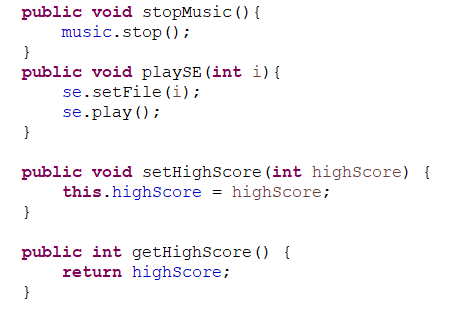 public void stopMusic(){
    music.stop();
}
public void playSE(int i){
    se.setFile(i);
    se.play();
}

public void setHighScore(int highScore) {
    this.highScore = highScore;
}

public int getHighScore() {
    return highScore;
}